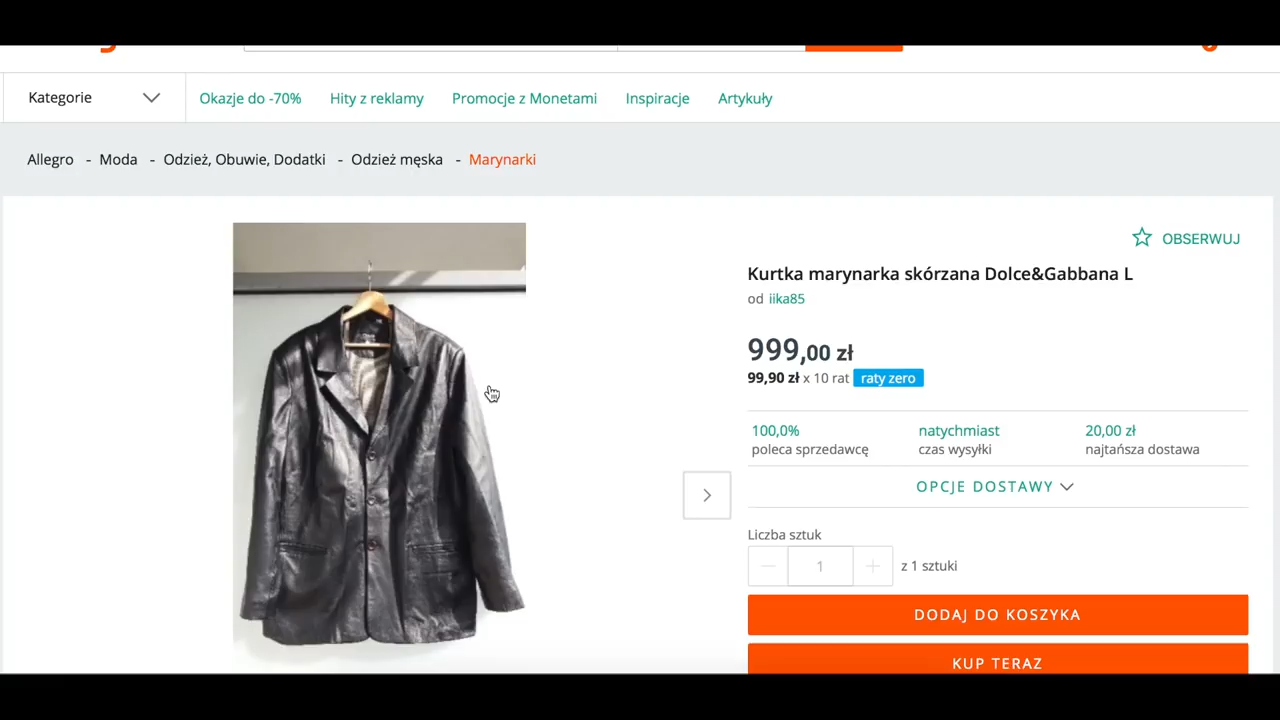 Kategorie
Okazje do -70% Hity z reklamy Promocje z Monetami Inspiracje Artykuły
Allegro - Moda - Odzież, Obuwie, Dodatki - Odzież męska - Marynarki
OBSERWUJ
Kurtka marynarka skórzana Dolce&Gabbana L
od iika85
999,00 zł
99,90 zł x 10 rat raty zero
100,0% natychmiast 20,00 zł
poleca sprzedawcę czas wysyłki najtańsza dostawa
OPCJE DOSTAWY
Liczba sztuk
1 z 1 sztuki
DODAJ DO KOSZYKA
KUP TERAZ